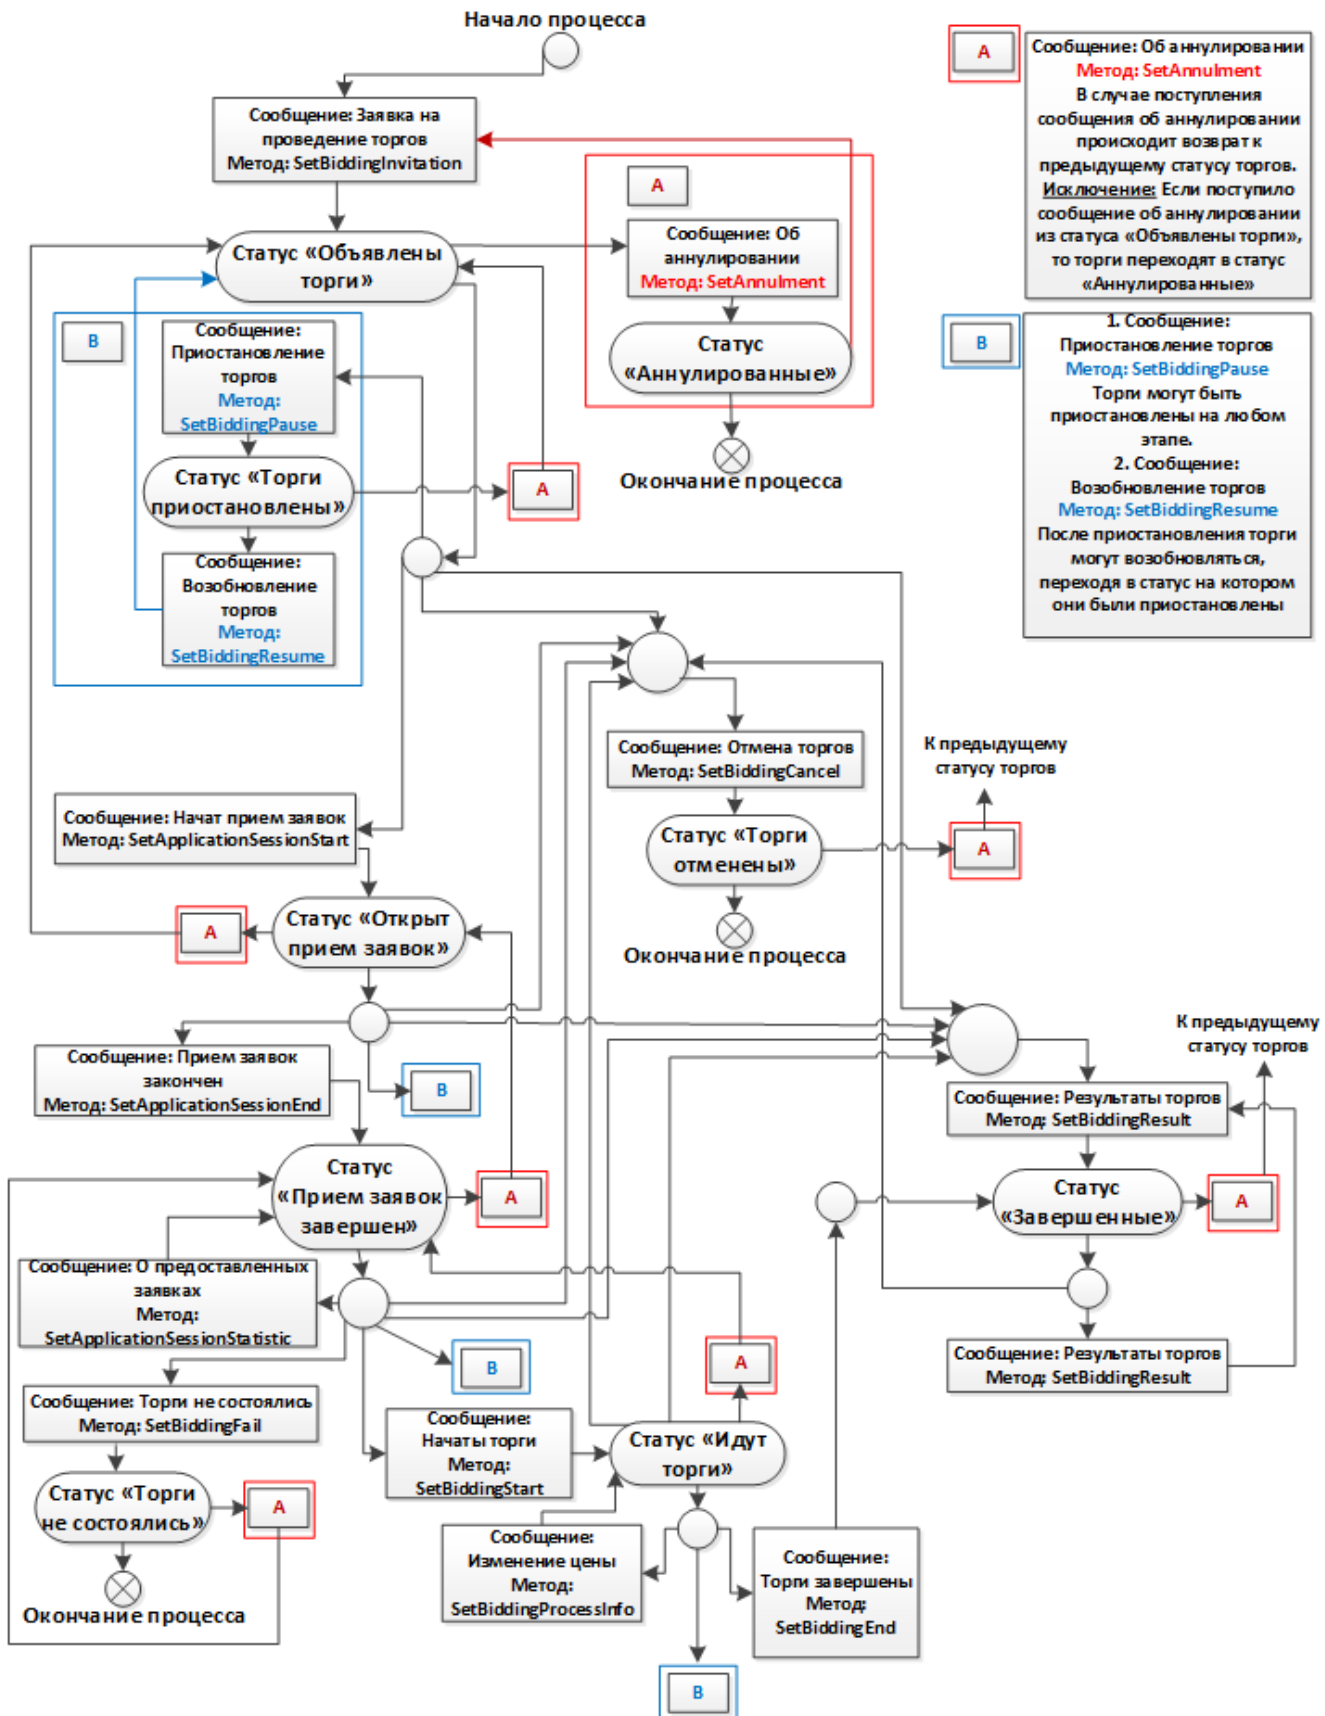 Начало процесса
Сообщение: Заявка на
проведение торгов
Метод: SetBiddingInvitation
A
Сообщение: Об аннулировании
Метод: SetAnnulment
В случае поступления
сообщения об аннулировании
происходит возврат к
предыдущему статусу торгов.
Исключение: Если поступило
сообщение об аннулировании
из статуса «Объявлены торги»,
то торги переходят в статус
«Аннулированные»
A
Сообщение: Об
аннулировании
Метод: SetAnnulment
Статус
«Аннулированные»
Окончание процесса
Статус «Объявлены
торги»
B
Сообщение:
Приостановление
торгов
Метод:
SetBiddingPause
Статус «Торги
приостановлены»
A
Сообщение:
Возобновление
торгов
Метод:
SetBiddingResume
B
1. Сообщение:
Приостановление торгов
Метод: SetBiddingPause
Торги могут быть
приостановлены на любом
этапе.
2. Сообщение:
Возобновление торгов
Метод: SetBiddingResume
После приостановления торги
могут возобновляться,
переходя в статус на котором
они были приостановлены
Сообщение: Отмена торгов
Метод: SetBiddingCancel
Статус «Торги
отменены»
К предыдущему
статусу торгов
A
Окончание процесса
Сообщение: Начат прием заявок
Метод: SetApplicationSessionStart
A
Статус «Открыт
прием заявок»
Сообщение: Прием заявок
закончен
Метод: SetApplicationSessionEnd
B
К предыдущему
статусу торгов
Сообщение: Результаты торгов
Метод: SetBiddingResult
Статус
«Завершенные»
A
Сообщение: Результаты торгов
Метод: SetBiddingResult
Статус
«Прием заявок
завершен»
A
Сообщение: О предоставленных
заявках
Метод:
SetApplicationSessionStatistic
B
A
Сообщение: Торги не состоялись
Метод: SetBiddingFail
Статус «Торги
не состоялись»
A
Окончание процесса
Сообщение:
Начаты торги
Метод:
SetBiddingStart
Статус «Идут
торги»
Сообщение:
Изменение цены
Метод:
SetBiddingProcessInfo
Сообщение:
Торги завершены
Метод:
SetBiddingEnd
B